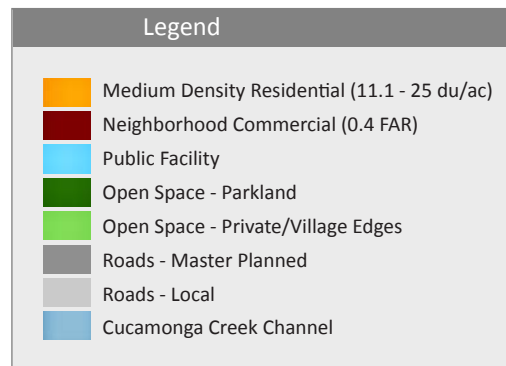 Legend
Medium Density Residential (11.1 - 25 du/ac)
Neighborhood Commercial (0.4 FAR)
Public Facility
Open Space - Parkland
Open Space - Private/Village Edges
Roads - Master Planned
Roads - Local
Cucamonga Creek Channel